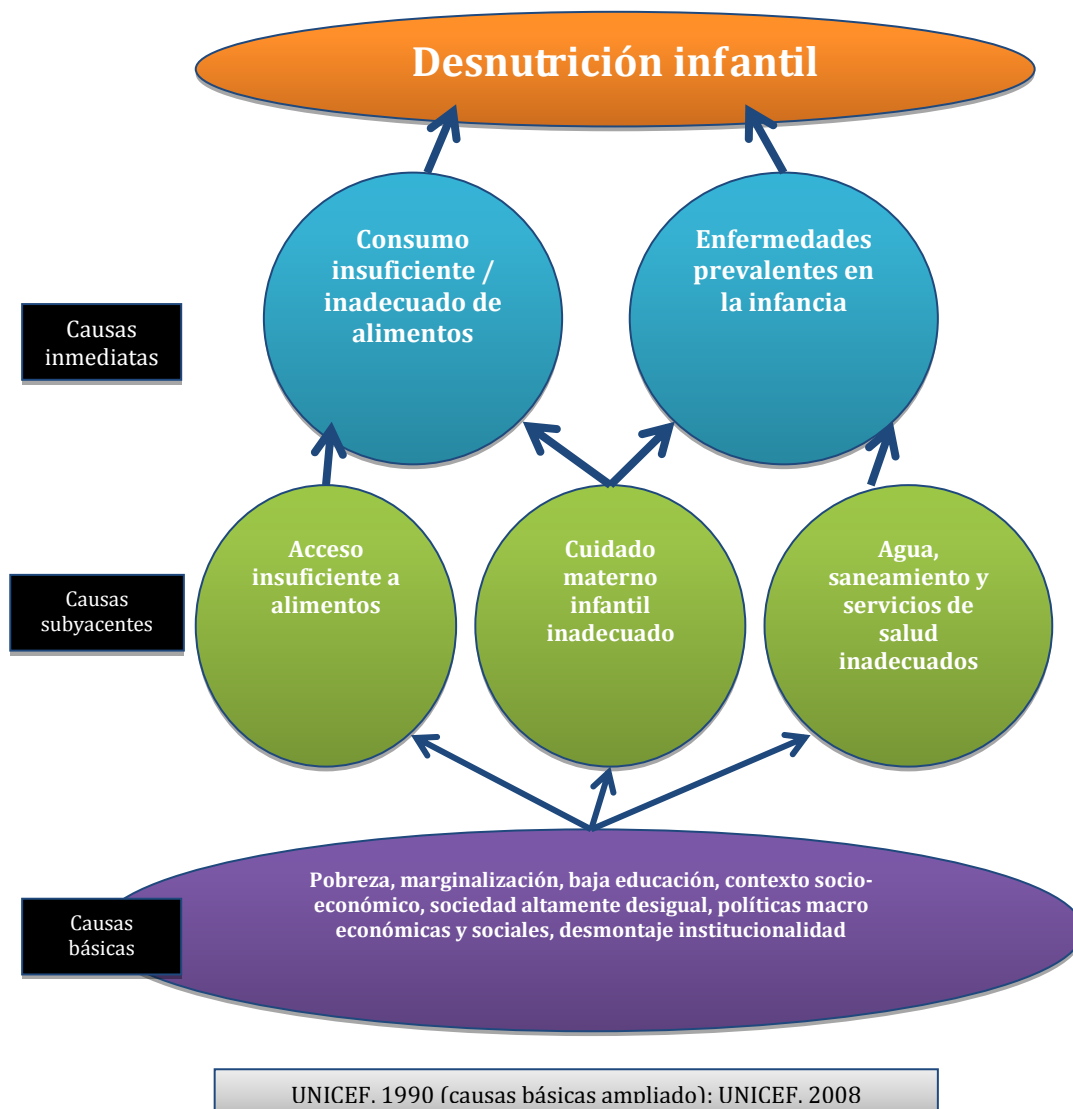 Desnutrición infantil
Consumo
insuficiente /
inadecuado de
alimentos
Enfermedades
prevalentes en
la infancia
Causas
inmediatas
Acceso
insuficiente a
alimentos
Cuidado
materno
infantil
inadecuado
Agua,
saneamiento y
servicios de
salud
inadecuados
Causas
subyacentes
Pobreza, marginalización, baja educación, contexto socio-
económico, sociedad altamente desigual, políticas macro
económicas y sociales, desmontaje institucionalidad
Causas
básicas
UNICEF. 1990 (causas básicas ampliado); UNICEF. 2008